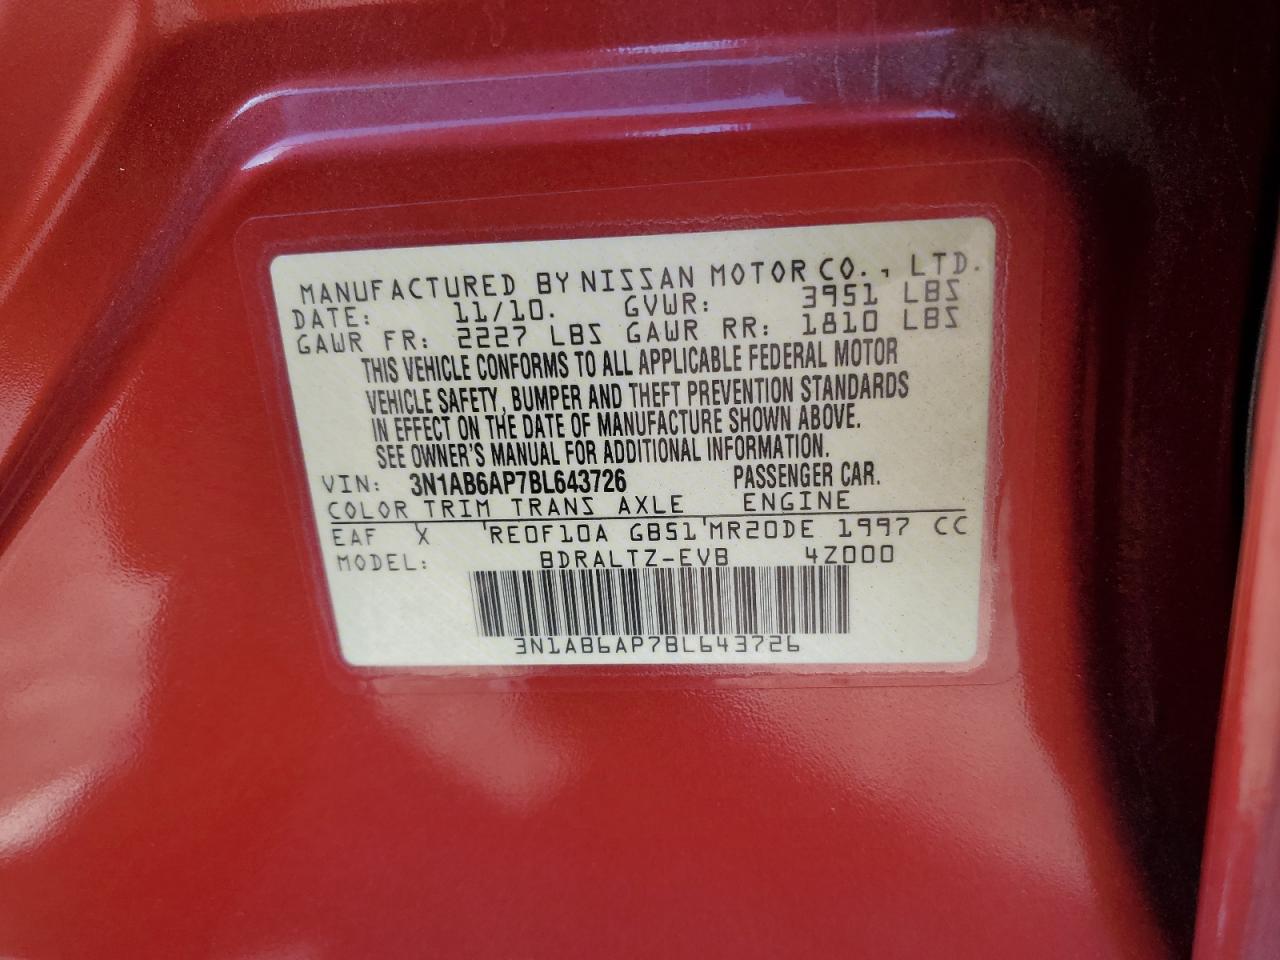 MANUFACTURED BY NISSAN MOTOR CO., LTD.
DATE: 11/10. GVWR: 3951 LBS
GAWR FR: 2227 LBS GAWR RR: 1810 LBS
THIS VEHICLE CONFORMS TO ALL APPLICABLE FEDERAL MOTOR
VEHICLE SAFETY, BUMPER AND THEFT PREVENTION STANDARDS
IN EFFECT ON THE DATE OF MANUFACTURE SHOWN ABOVE.
SEE OWNER'S MANUAL FOR ADDITIONAL INFORMATION.
VIN: 3N1AB6AP7BL643726 PASSENGER CAR.
COLOR TRIM TRANS AXLE ENGINE
EAF X 'RE0F10A GB51'MR20DE 1997 CC
MODEL: BDRALTZ-EVB 4Z000
3N1AB6AP7BL643726